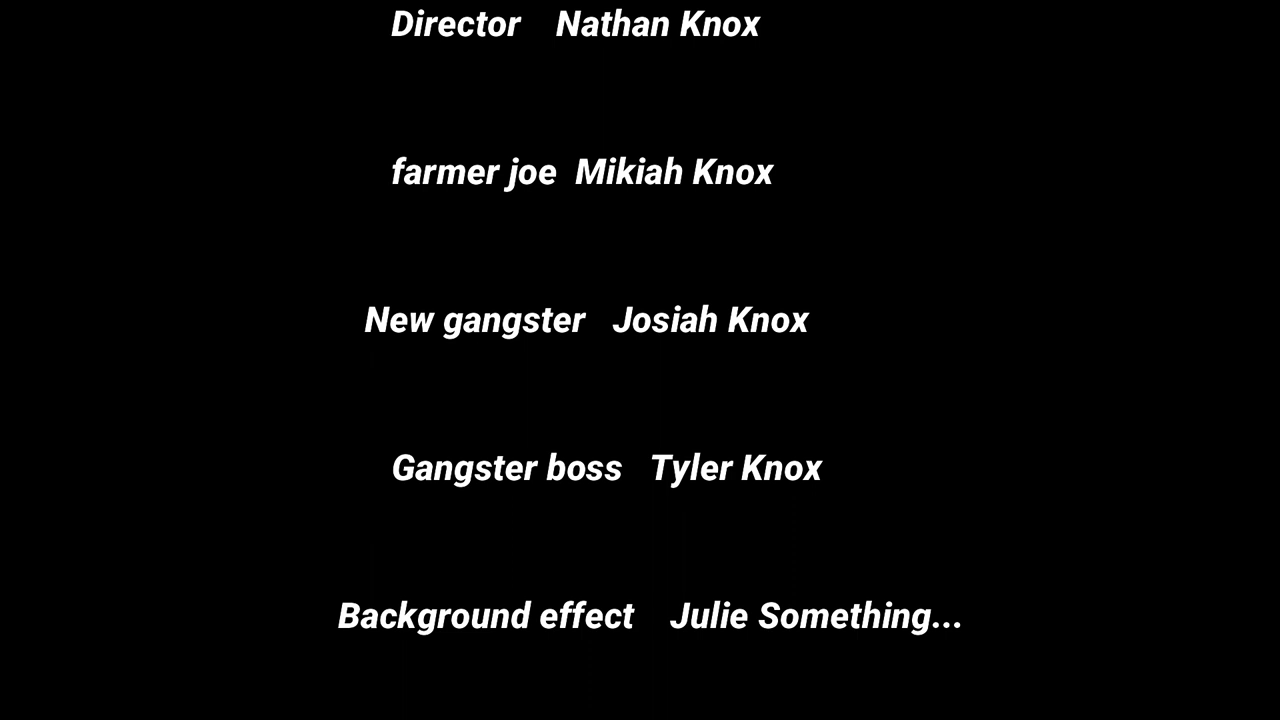 Director    Nathan Knox
farmer joe  Mikiah Knox
New gangster   Josiah Knox
Gangster boss   Tyler Knox
Background effect    Julie Something...